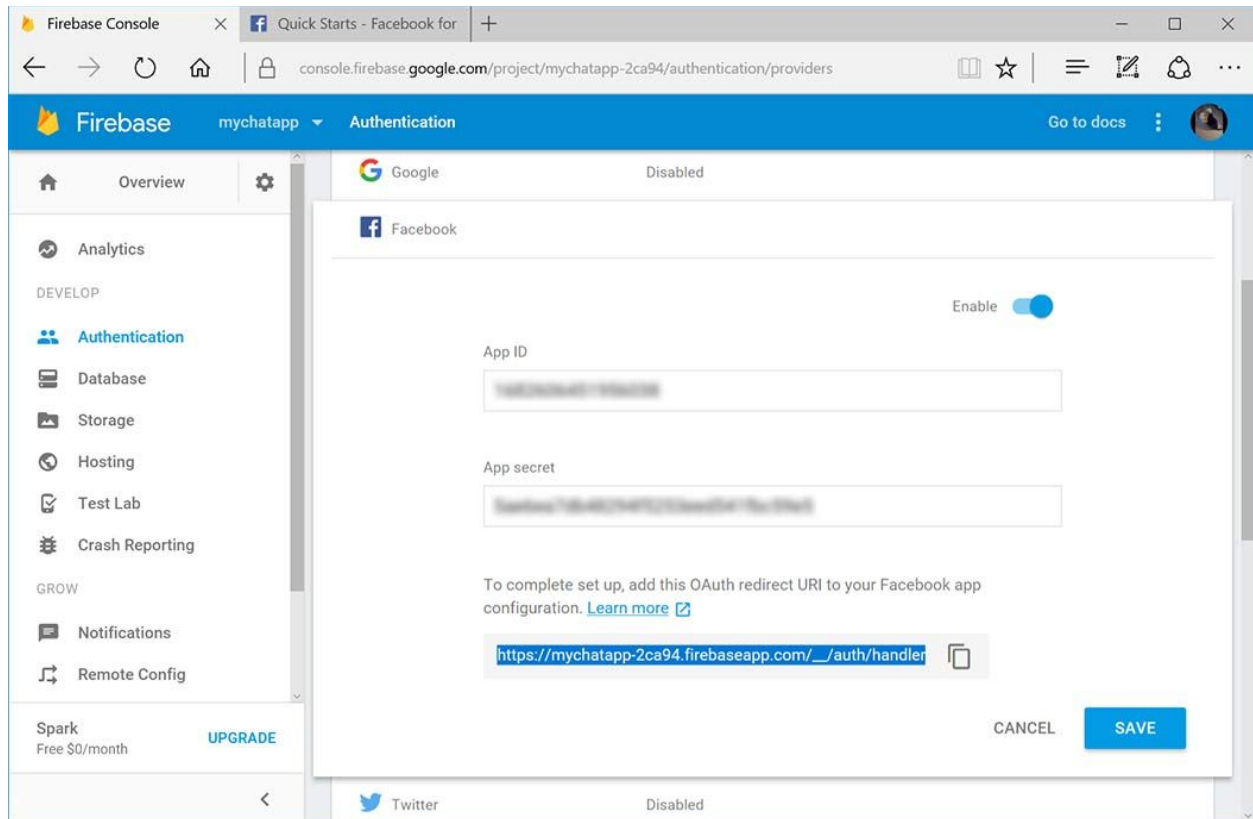 Firebase Console
Quick Starts - Facebook for
console.firebase.google.com/project/mychatapp-2ca94/authentication/providers
Firebase
mychatapp
Authentication
Go to docs
Overview
Analytics
DEVELOP
Authentication
Database
Storage
Hosting
Test Lab
Crash Reporting
GROW
Notifications
Remote Config
Spark
Free $0/month
UPGRADE
Google
Disabled
Facebook
Enable
App ID
App secret
To complete set up, add this OAuth redirect URI to your Facebook app
configuration. Learn more
https://mychatapp-2ca94.firebaseapp.com/__/auth/handler
CANCEL
SAVE
Twitter
Disabled